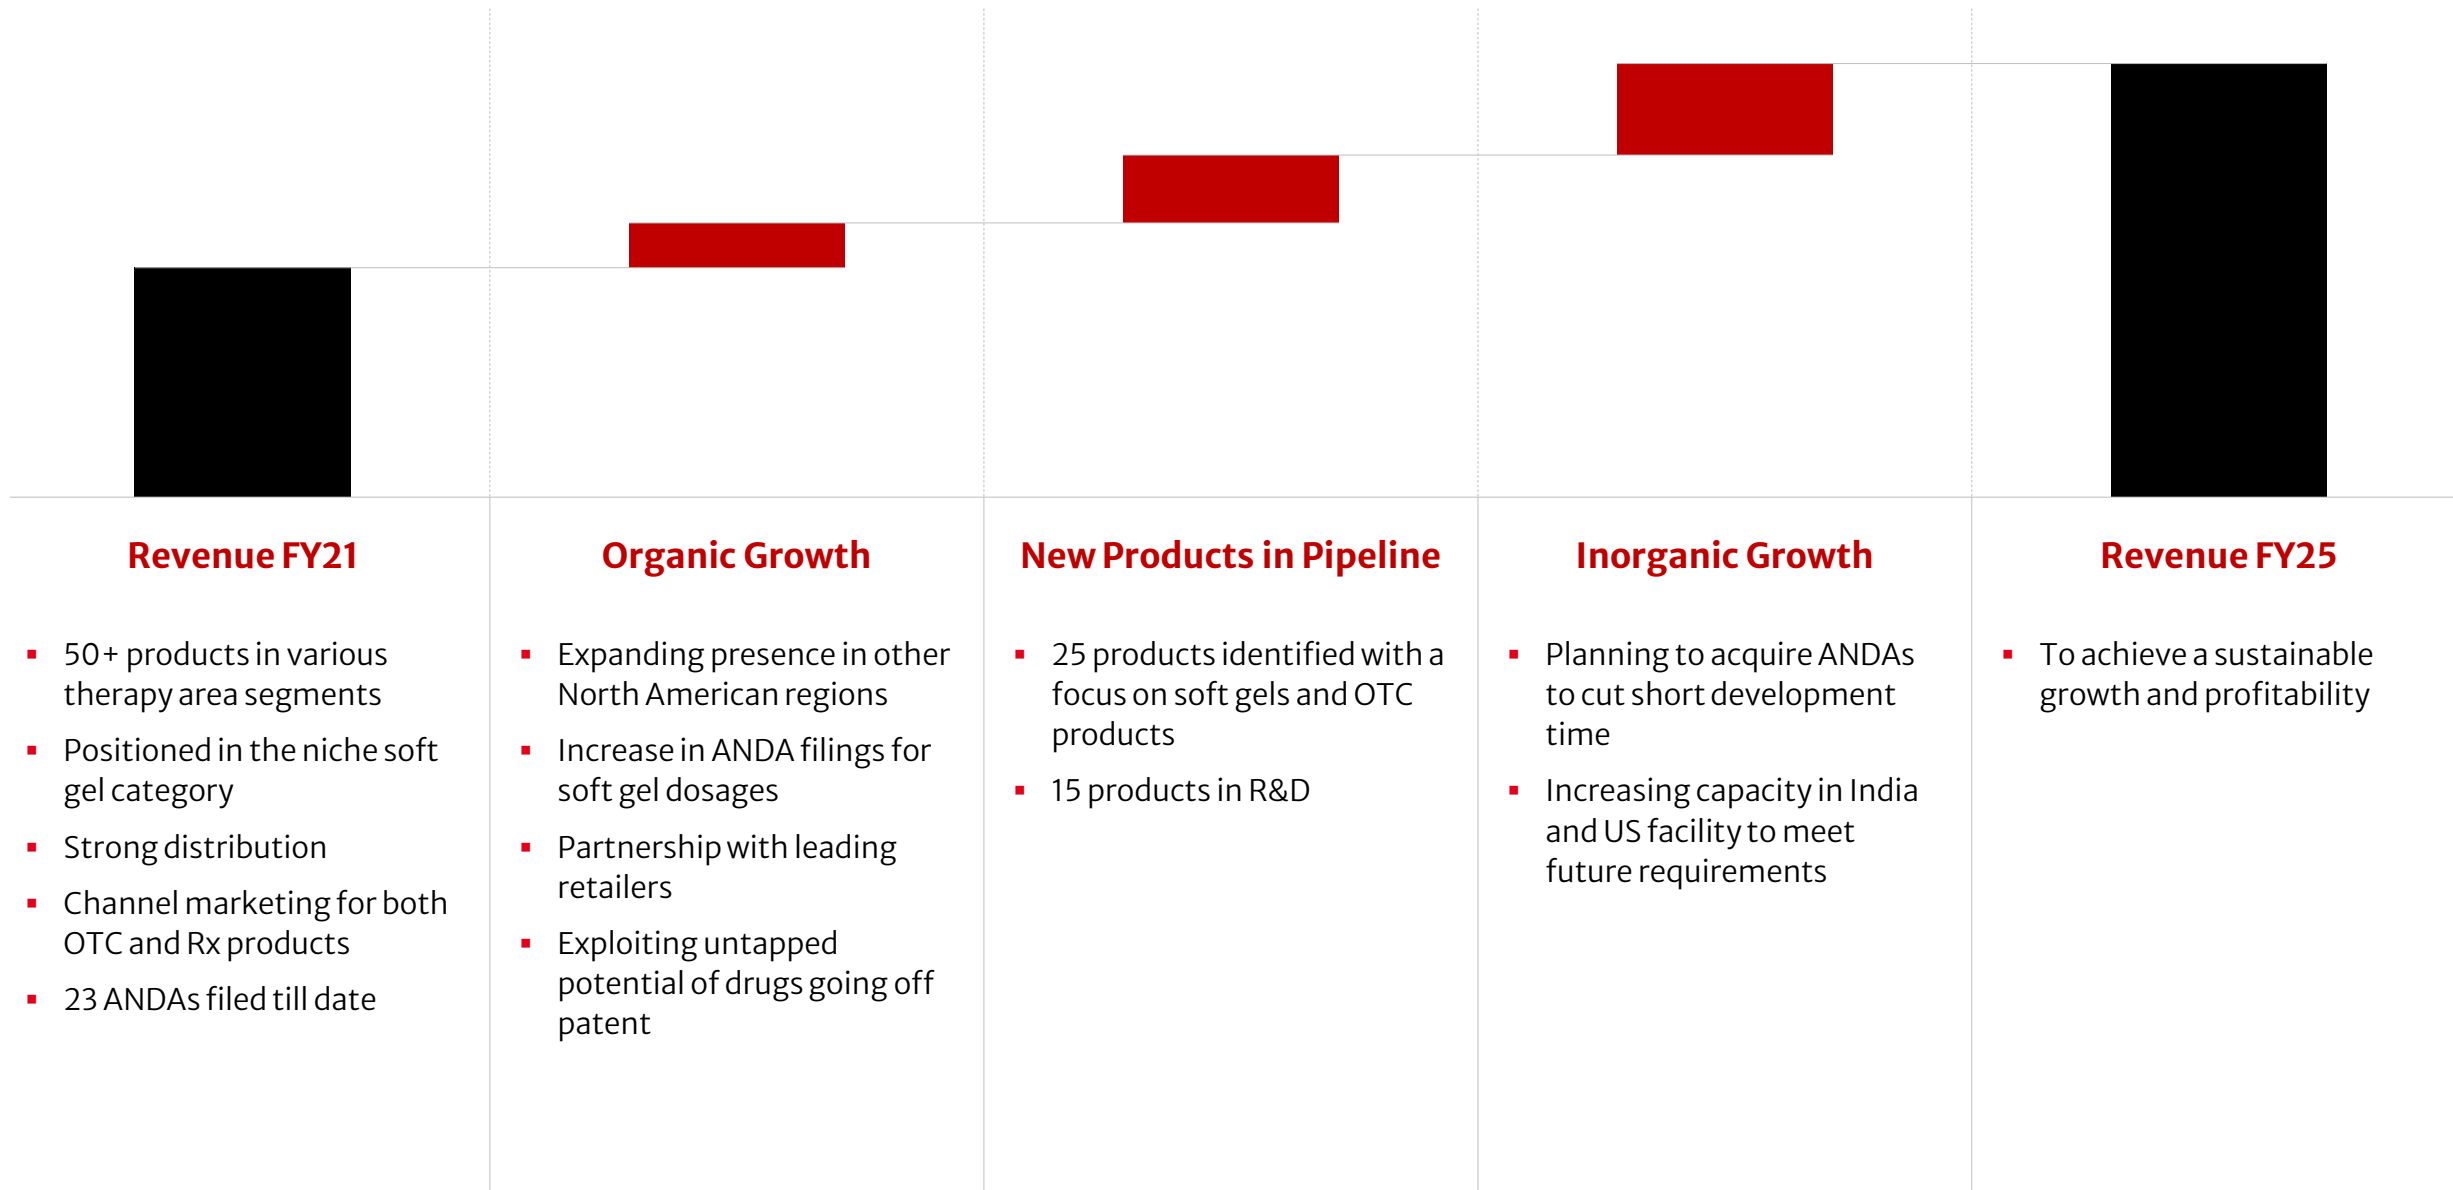 Revenue FY21
▪ 50+ products in various
therapy area segments
▪ Positioned in the niche soft
gel category
▪ Strong distribution
▪ Channel marketing for both
OTC and Rx products
▪ 23 ANDAs filed till date
Organic Growth
▪ Expanding presence in other
North American regions
▪ Increase in ANDA filings for
soft gel dosages
▪ Partnership with leading
retailers
▪ Exploiting untapped
potential of drugs going off
patent
New Products in Pipeline
▪ 25 products identified with a
focus on soft gels and OTC
products
▪ 15 products in R&D
Inorganic Growth
▪ Planning to acquire ANDAs
to cut short development
time
▪ Increasing capacity in India
and US facility to meet
future requirements
Revenue FY25
▪ To achieve a sustainable
growth and profitability